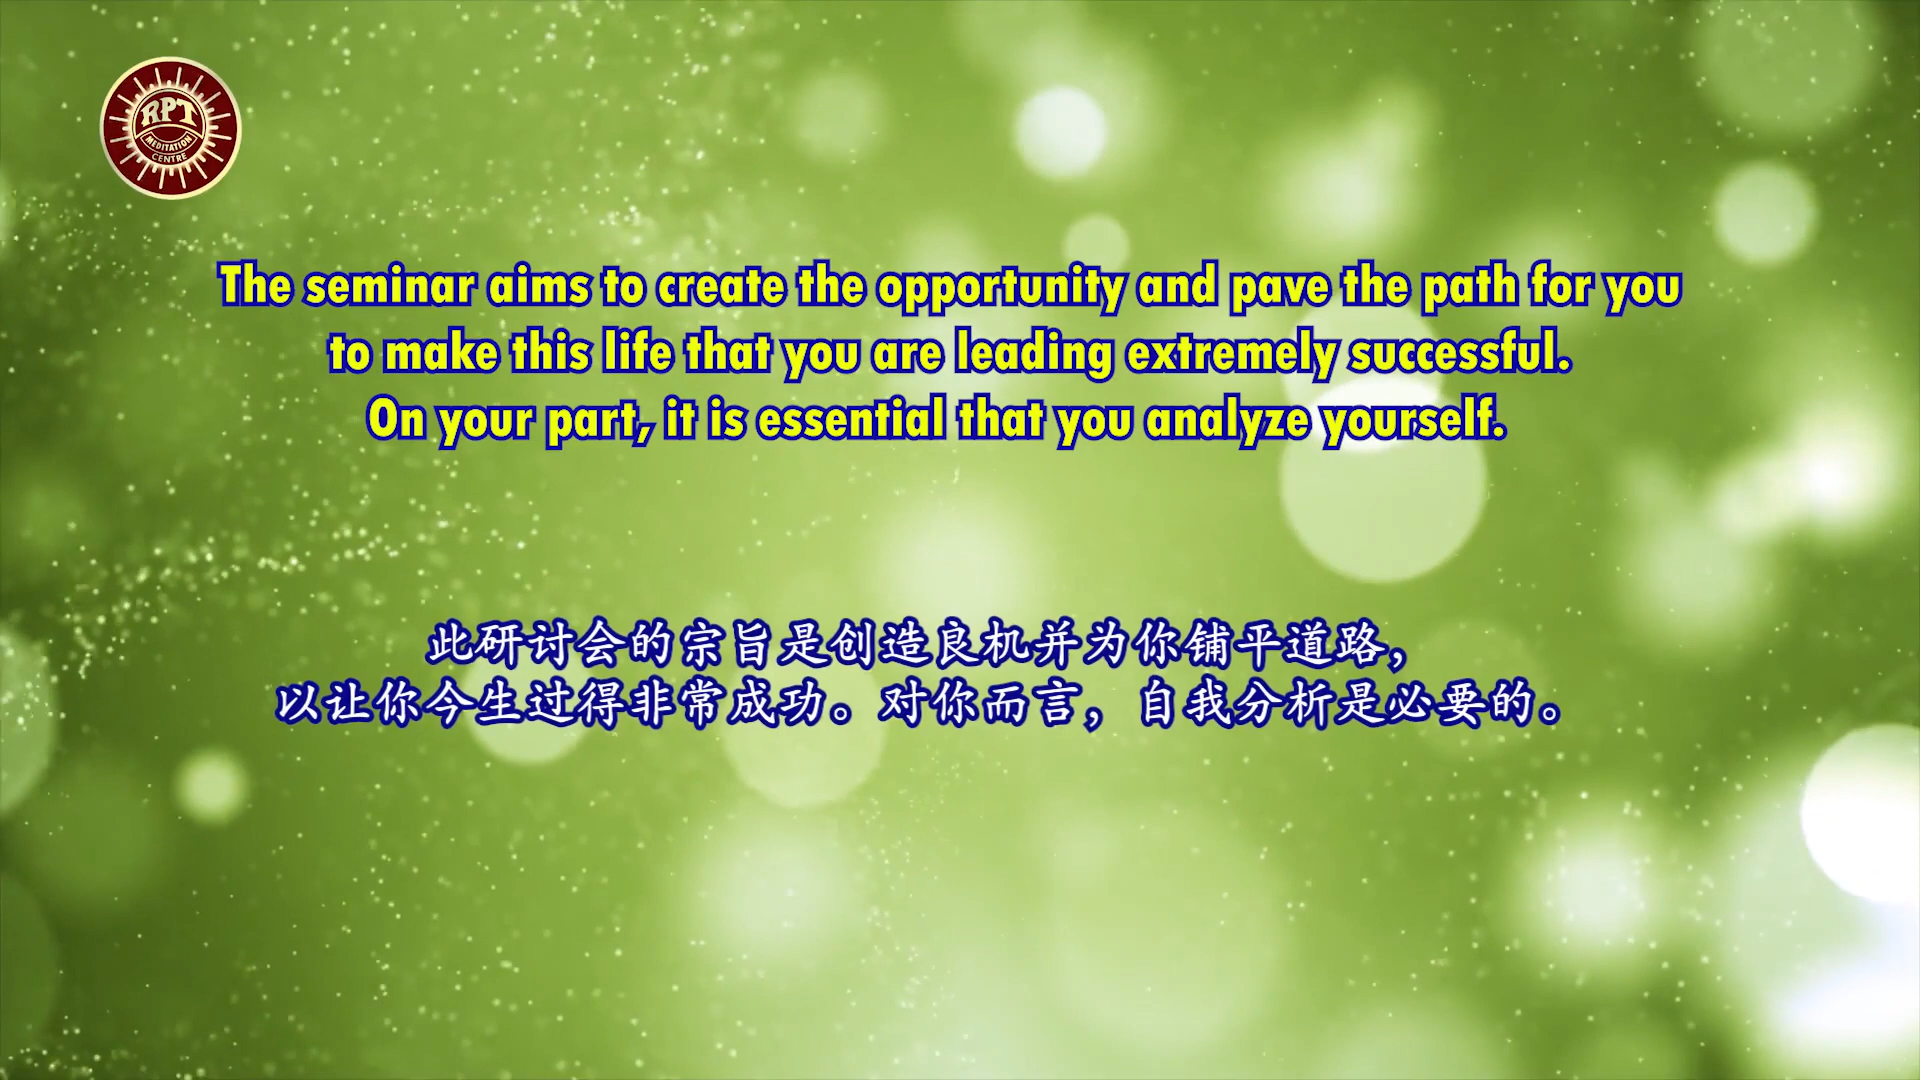 RPT
MEDITATION
CENTRE
The seminar aims to create the opportunity and pave the path for you
to make this life that you are leading extremely successful.
On your part, it is essential that you analyze yourself.
此研讨会的宗旨是创造良机并为你铺平道路，
以让你今生过得非常成功。对你而言，自我分析是必要的。